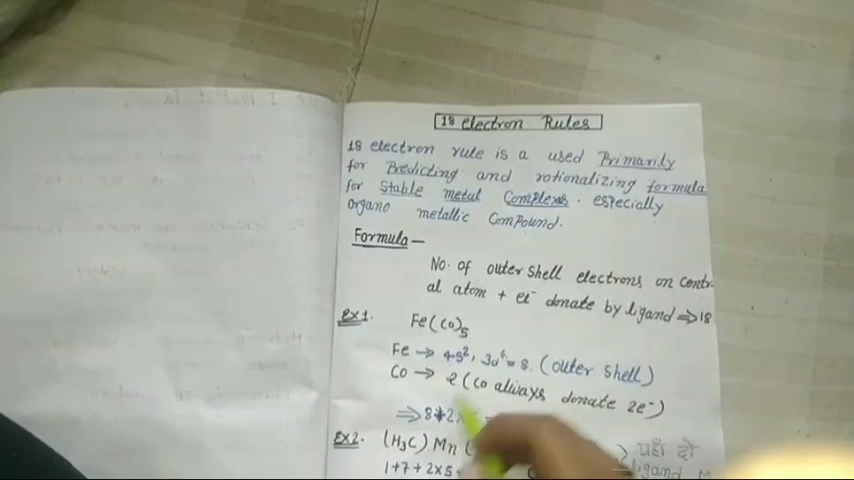 18 electron Rules
18 electron rule is a used Primarily
for Predicting and rationalizing formula
for Stable metal Complexes. especially
organo metallic Compound.
Formula —
No. of outer shell electrons on centr-
al atom + e⁻ donate by ligand ⇒ 18
EX1. Fe(CO)₅
Fe → 4s², 3d⁶ = 8. (outer shell)
CO → 2 (CO always donate 2e⁻)
⇒ 8+2
EX2. (H₃C) Mn (
यहाँ दो
1+7+2×5
ligand